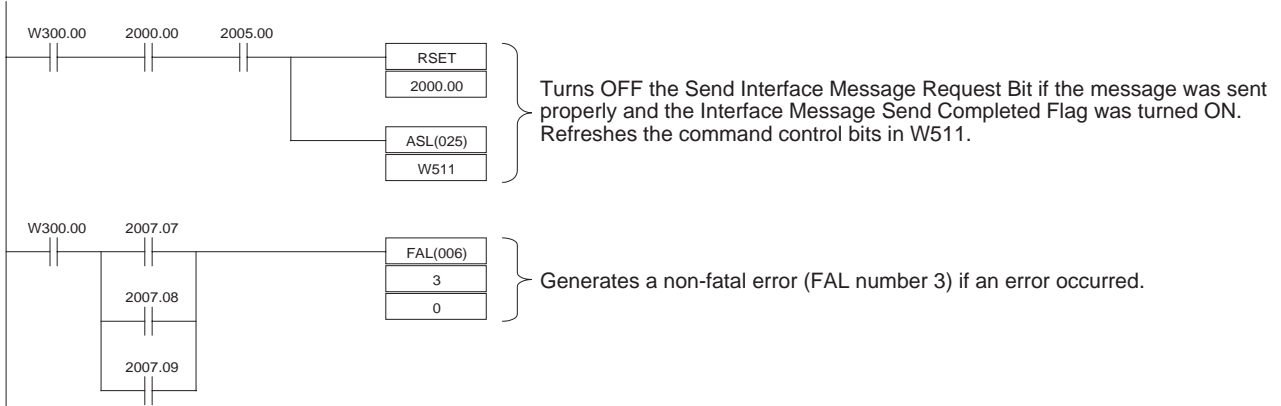 W300.00 2000.00 2005.00
RSET
2000.00
Turns OFF the Send Interface Message Request Bit if the message was sent
properly and the Interface Message Send Completed Flag was turned ON.
Refreshes the command control bits in W511.
ASL(025)
W511
W300.00 2007.07
FAL(006)
3
0
Generates a non-fatal error (FAL number 3) if an error occurred.
2007.08
2007.09